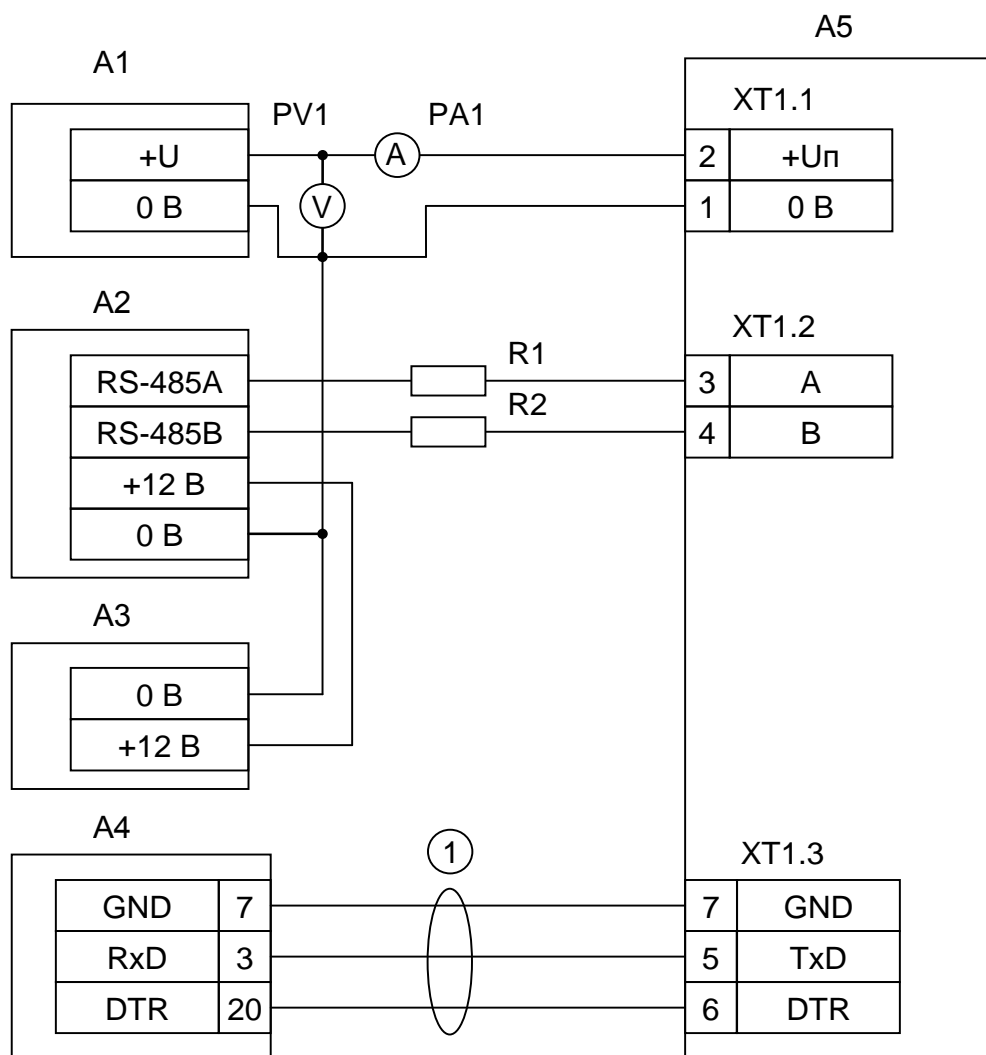 A5
A1
XT1.1
PV1
PA1
+U
A
2
+Uп
0 В
V
1
0 В
A2
XT1.2
R1
RS-485A
3
A
R2
RS-485B
4
B
+12 В
0 В
A3
0 В
+12 В
A4
1
XT1.3
GND
7
7
GND
RxD
3
5
TxD
DTR
20
6
DTR